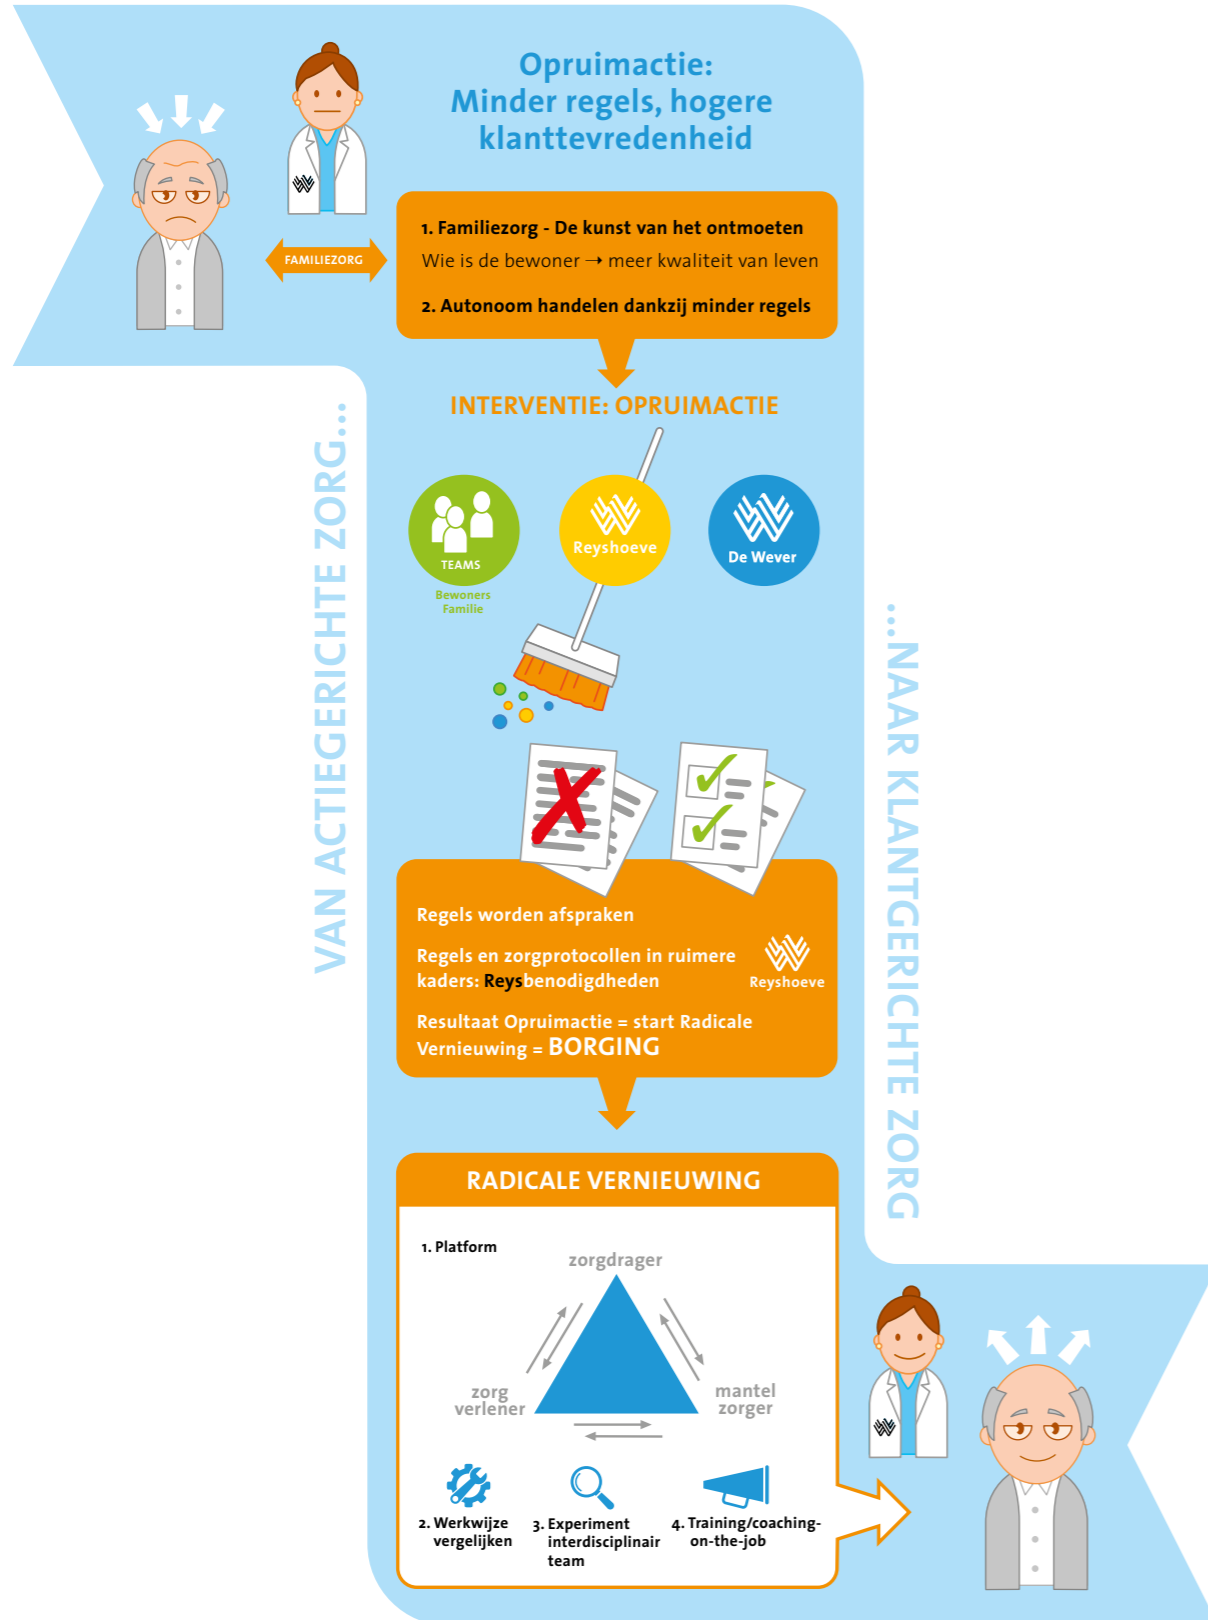 Opruimactie:
Minder regels, hogere
klanttevredenheid
FAMILIEZORG
1. Familiezorg - De kunst van het ontmoeten
Wie is de bewoner → meer kwaliteit van leven
2. Autonoom handelen dankzij minder regels
INTERVENTIE: OPRUIMACTIE
VAN ACTIEGERICHTE ZORG...
TEAMS
Bewoners
Familie
Reyshoeve
De Wever
...NAAR KLANTGERICHTE ZORG
Regels worden afspraken
Regels en zorgprotocollen in ruimere
kaders: Reysbenodigdheden
Reyshoeve
Resultaat Opruimactie = start Radicale
Vernieuwing = BORGING
RADICALE VERNIEUWING
1. Platform
zorgdrager
zorg
verlener
mantel
zorger
2. Werkwijze
vergelijken
3. Experiment
interdisciplinair
team
4. Training/coaching-
on-the-job